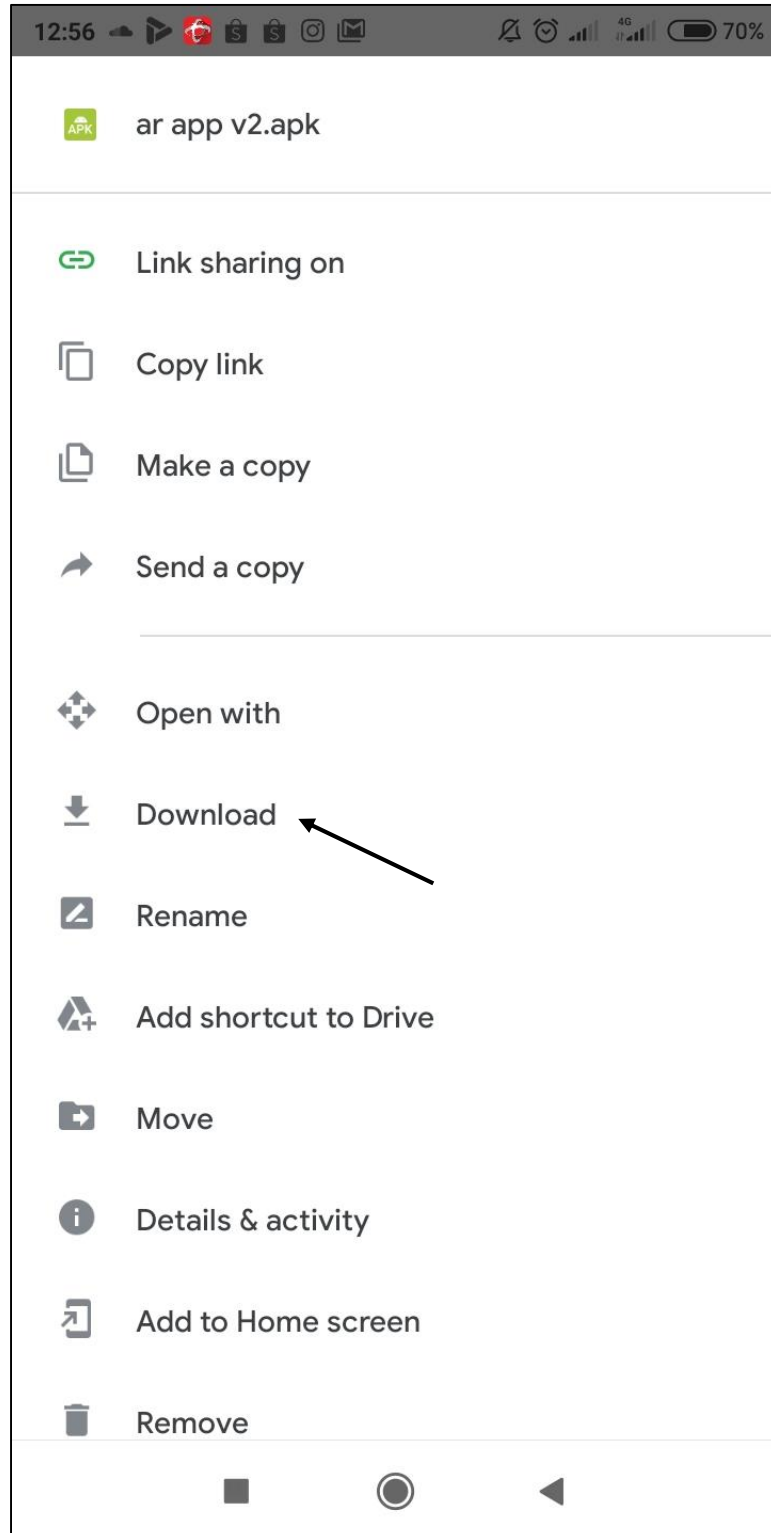 12:56 4G 70%
APK ar app v2.apk
Link sharing on
Copy link
Make a copy
Send a copy
Open with
Download
Rename
Add shortcut to Drive
Move
Details & activity
Add to Home screen
Remove